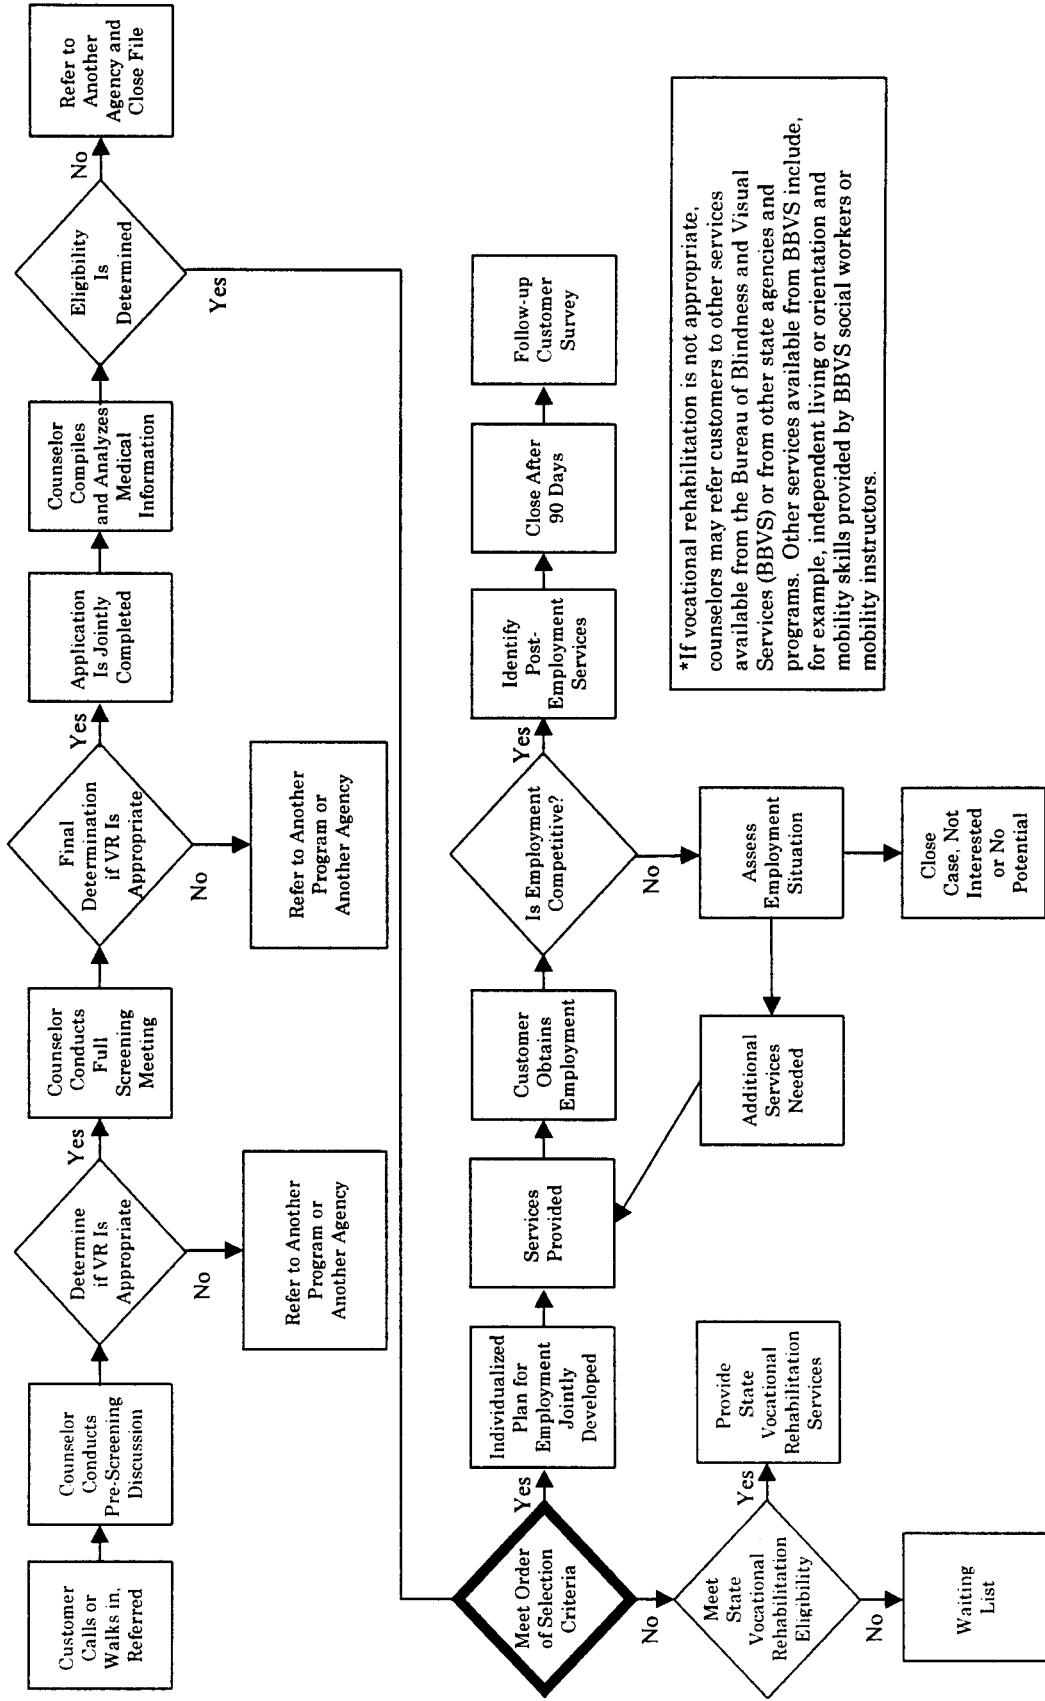 Customer
Calls or
Walks in,
Referred
Counselor
Conducts
Pre-Screening
Discussion
Determine
if VR Is
Appropriate
Yes
No
Refer to Another
Program or
Another Agency
Counselor
Conducts
Full
Screening
Meeting
Final
Determination
if VR Is
Appropriate
Yes
No
Refer to Another
Program or
Another Agency
Application
Is Jointly
Completed
Counselor
Compiles
and Analyzes
Medical
Information
Eligibility
Is
Determined
No
Yes
Refer to
Another
Agency and
Close File
Meet Order
of Selection
Criteria
Yes
No
Individualized
Plan for
Employment
Jointly
Developed
Services
Provided
Customer
Obtains
Employment
Is Employment
Competitive?
Yes
No
Identify
Post-
Employment
Services
Close After
90 Days
Follow-up
Customer
Survey
Meet
State
Vocational
Rehabilitation
Eligibility
Yes
No
Provide
State
Vocational
Rehabilitation
Services
Waiting
List
Additional
Services
Needed
Assess
Employment
Situation
Close
Case, Not
Interested
or No
Potential
*If vocational rehabilitation is not appropriate,
counselors may refer customers to other services
available from the Bureau of Blindness and Visual
Services (BBVS) or from other state agencies and
programs. Other services available from BBVS include,
for example, independent living or orientation and
mobility skills provided by BBVS social workers or
mobility instructors.